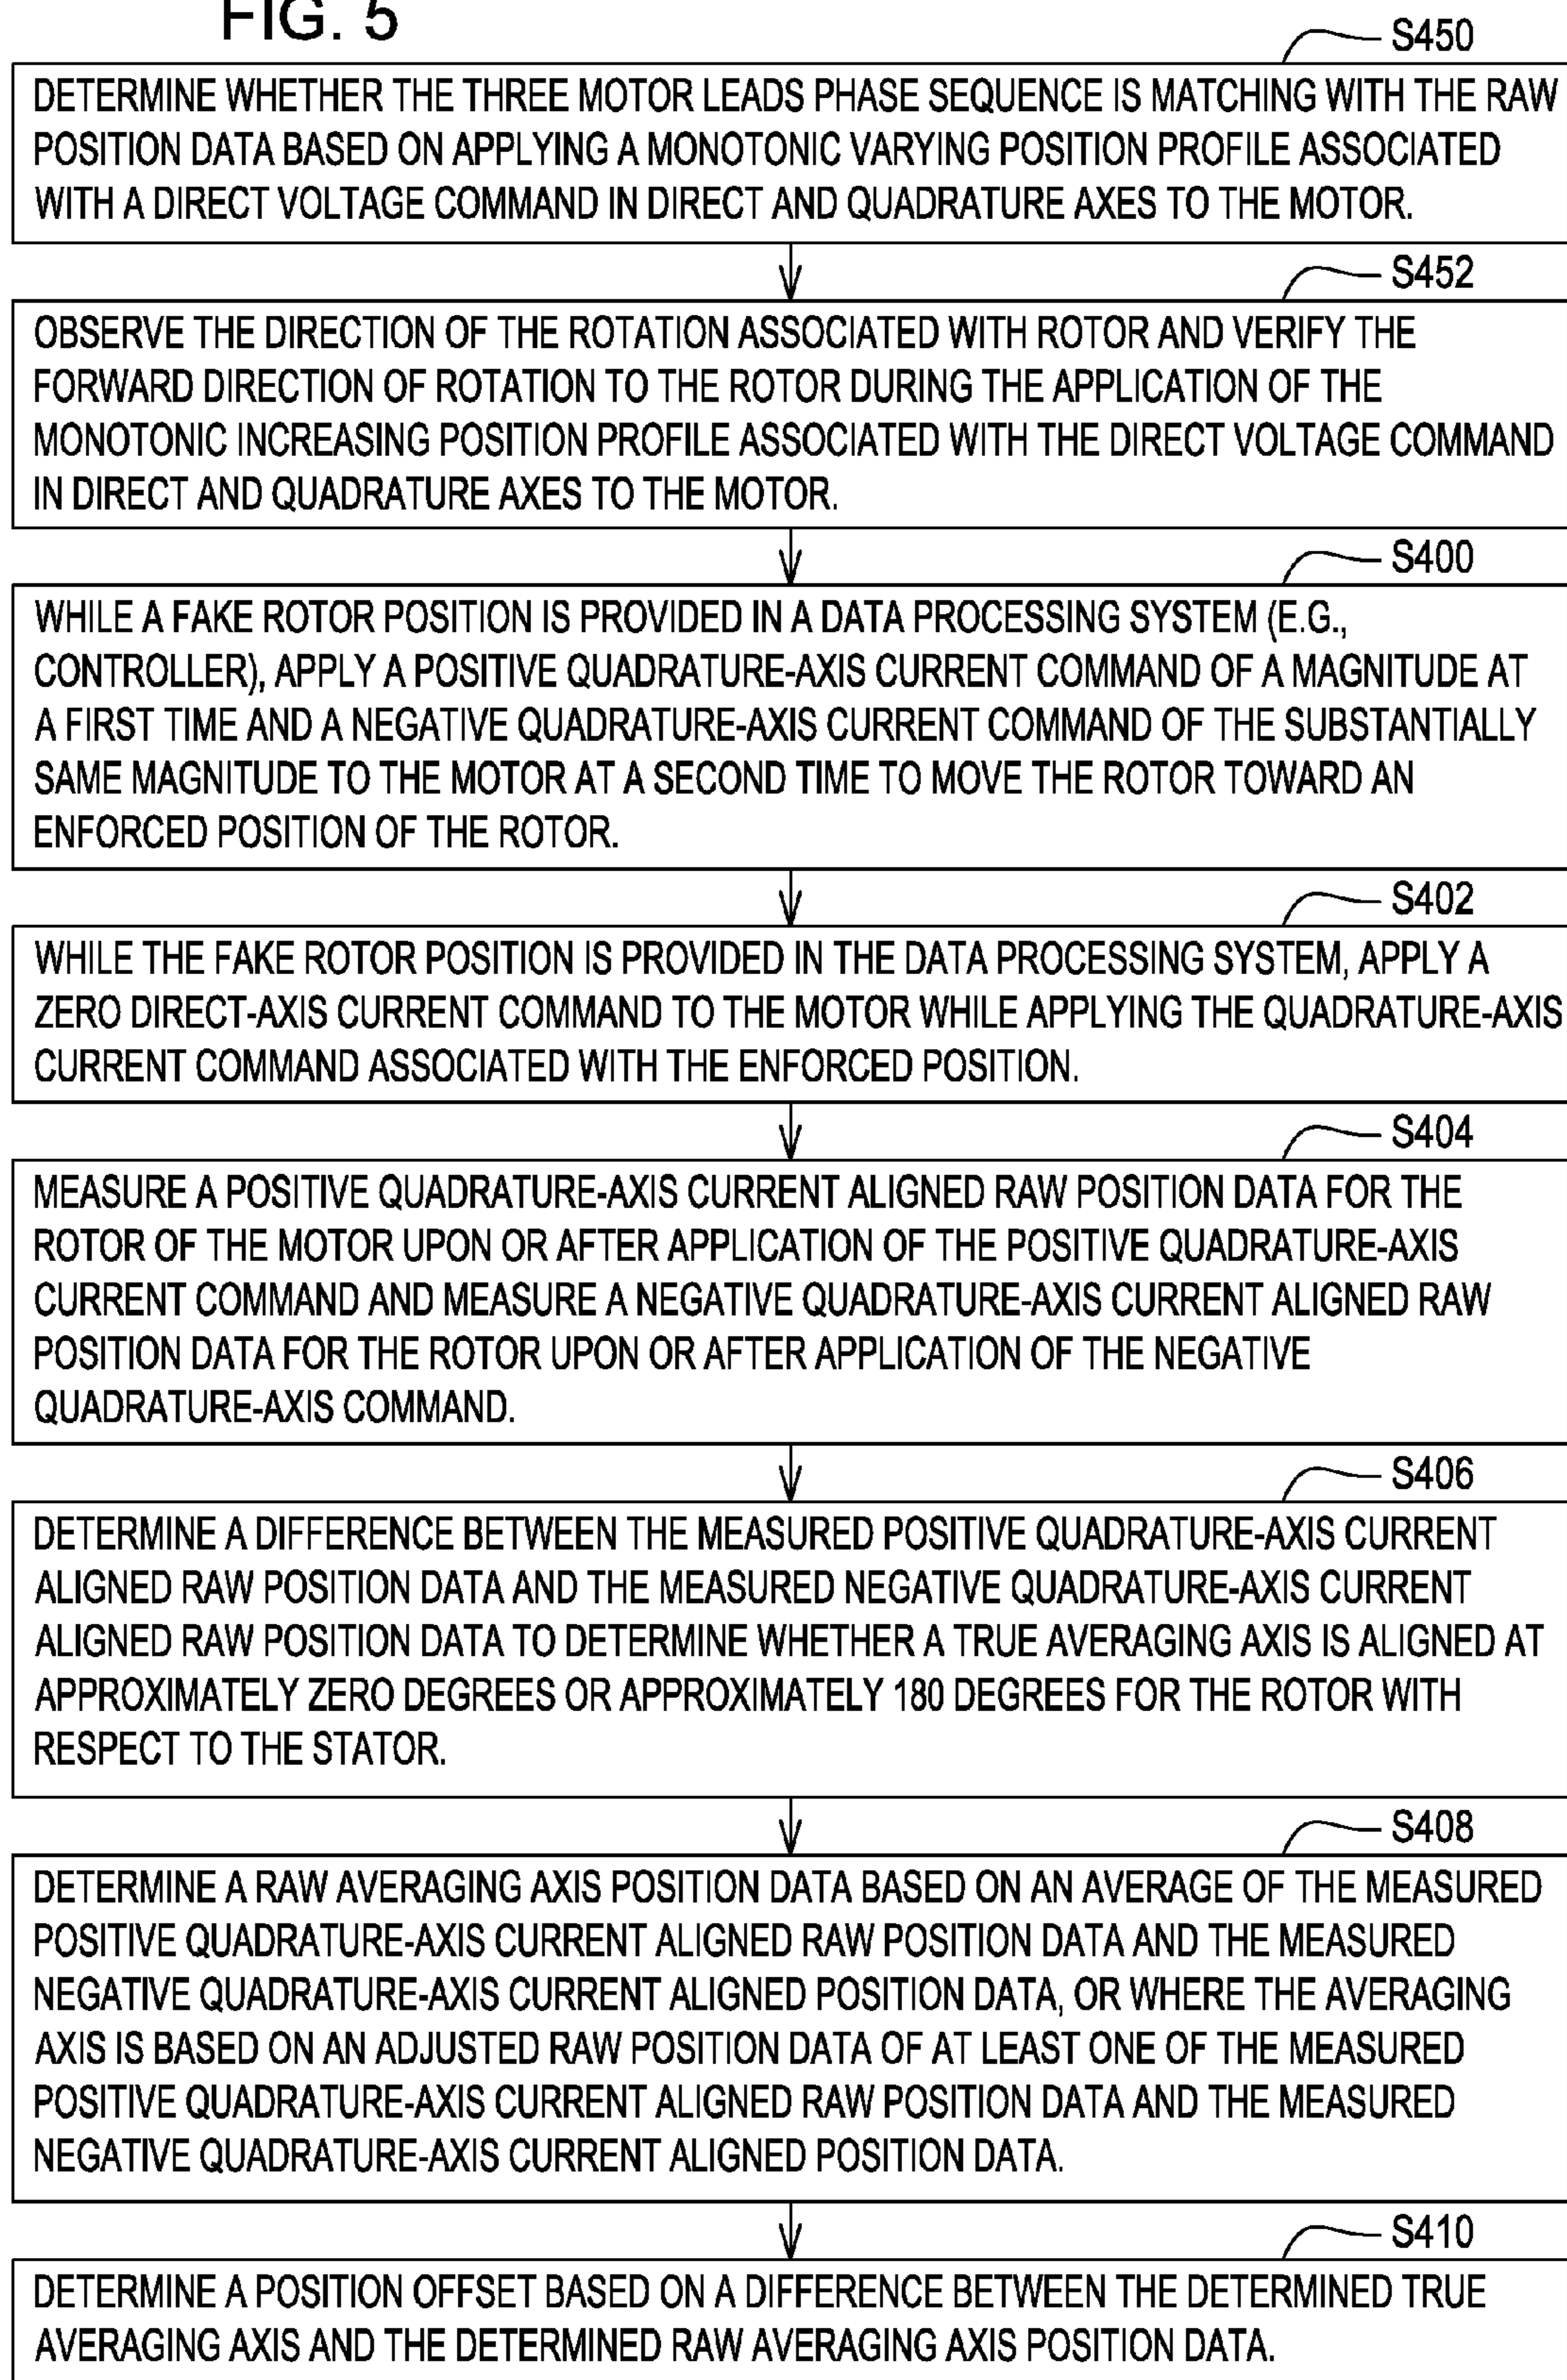 FIG. 5
S450
DETERMINE WHETHER THE THREE MOTOR LEADS PHASE SEQUENCE IS MATCHING WITH THE RAW
POSITION DATA BASED ON APPLYING A MONOTONIC VARYING POSITION PROFILE ASSOCIATED
WITH A DIRECT VOLTAGE COMMAND IN DIRECT AND QUADRATURE AXES TO THE MOTOR.
S452
OBSERVE THE DIRECTION OF THE ROTATION ASSOCIATED WITH ROTOR AND VERIFY THE
FORWARD DIRECTION OF ROTATION TO THE ROTOR DURING THE APPLICATION OF THE
MONOTONIC INCREASING POSITION PROFILE ASSOCIATED WITH THE DIRECT VOLTAGE COMMAND
IN DIRECT AND QUADRATURE AXES TO THE MOTOR.
S400
WHILE A FAKE ROTOR POSITION IS PROVIDED IN A DATA PROCESSING SYSTEM (E.G.,
CONTROLLER), APPLY A POSITIVE QUADRATURE-AXIS CURRENT COMMAND OF A MAGNITUDE AT
A FIRST TIME AND A NEGATIVE QUADRATURE-AXIS CURRENT COMMAND OF THE SUBSTANTIALLY
SAME MAGNITUDE TO THE MOTOR AT A SECOND TIME TO MOVE THE ROTOR TOWARD AN
ENFORCED POSITION OF THE ROTOR.
S402
WHILE THE FAKE ROTOR POSITION IS PROVIDED IN THE DATA PROCESSING SYSTEM, APPLY A
ZERO DIRECT-AXIS CURRENT COMMAND TO THE MOTOR WHILE APPLYING THE QUADRATURE-AXIS
CURRENT COMMAND ASSOCIATED WITH THE ENFORCED POSITION.
S404
MEASURE A POSITIVE QUADRATURE-AXIS CURRENT ALIGNED RAW POSITION DATA FOR THE
ROTOR OF THE MOTOR UPON OR AFTER APPLICATION OF THE POSITIVE QUADRATURE-AXIS
CURRENT COMMAND AND MEASURE A NEGATIVE QUADRATURE-AXIS CURRENT ALIGNED RAW
POSITION DATA FOR THE ROTOR UPON OR AFTER APPLICATION OF THE NEGATIVE
QUADRATURE-AXIS COMMAND.
S406
DETERMINE A DIFFERENCE BETWEEN THE MEASURED POSITIVE QUADRATURE-AXIS CURRENT
ALIGNED RAW POSITION DATA AND THE MEASURED NEGATIVE QUADRATURE-AXIS CURRENT
ALIGNED RAW POSITION DATA TO DETERMINE WHETHER A TRUE AVERAGING AXIS IS ALIGNED AT
APPROXIMATELY ZERO DEGREES OR APPROXIMATELY 180 DEGREES FOR THE ROTOR WITH
RESPECT TO THE STATOR.
S408
DETERMINE A RAW AVERAGING AXIS POSITION DATA BASED ON AN AVERAGE OF THE MEASURED
POSITIVE QUADRATURE-AXIS CURRENT ALIGNED RAW POSITION DATA AND THE MEASURED
NEGATIVE QUADRATURE-AXIS CURRENT ALIGNED POSITION DATA, OR WHERE THE AVERAGING
AXIS IS BASED ON AN ADJUSTED RAW POSITION DATA OF AT LEAST ONE OF THE MEASURED
POSITIVE QUADRATURE-AXIS CURRENT ALIGNED RAW POSITION DATA AND THE MEASURED
NEGATIVE QUADRATURE-AXIS CURRENT ALIGNED POSITION DATA.
S410
DETERMINE A POSITION OFFSET BASED ON A DIFFERENCE BETWEEN THE DETERMINED TRUE
AVERAGING AXIS AND THE DETERMINED RAW AVERAGING AXIS POSITION DATA.